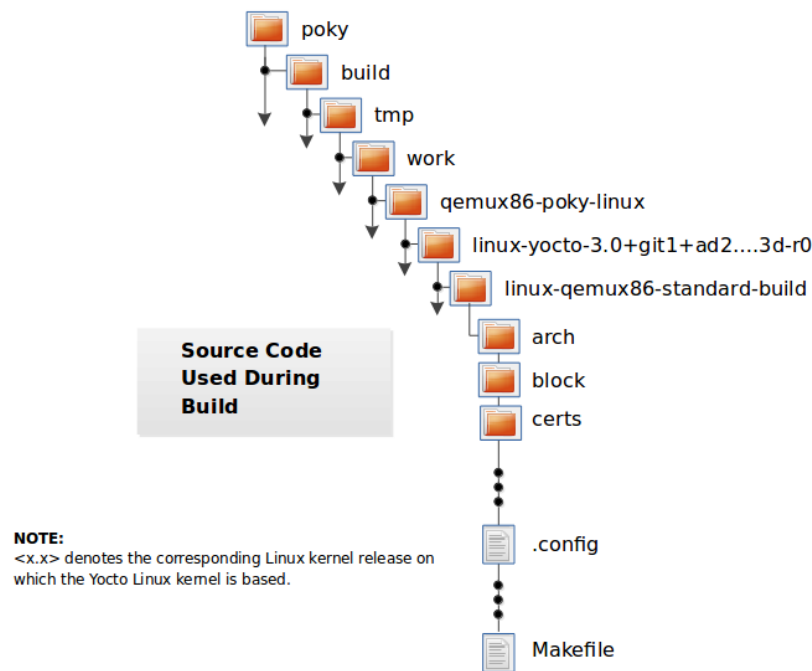 poky
build
tmp
work
qemux86-poky-linux
linux-yocto-3.0+git1+ad2....3d-r0
linux-qemux86-standard-build
arch
block
certs
Source Code
Used During
Build
.config
NOTE:
<x.x> denotes the corresponding Linux kernel release on
which the Yocto Linux kernel is based.
Makefile